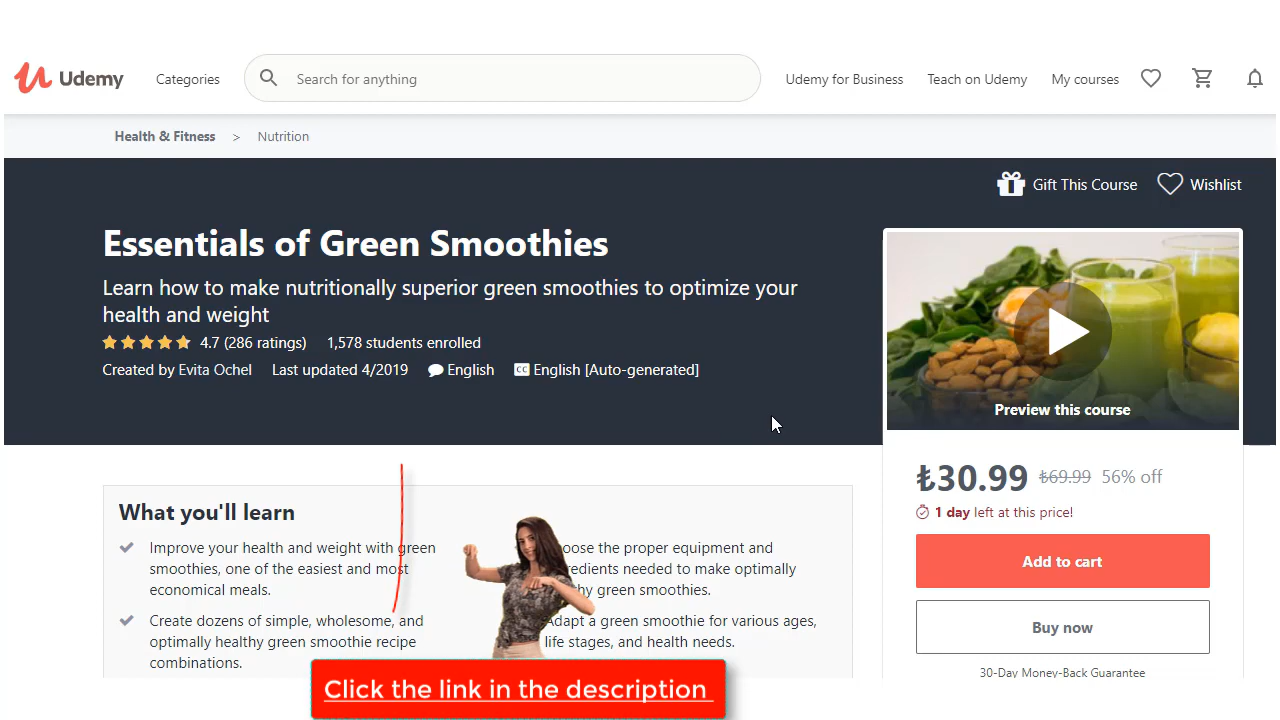 Udemy
Categories
Search for anything
Udemy for Business
Teach on Udemy
My courses
Health & Fitness > Nutrition
Gift This Course
Wishlist
Essentials of Green Smoothies
Learn how to make nutritionally superior green smoothies to optimize your
health and weight
4.7 (286 ratings) 1,578 students enrolled
Created by Evita Ochel Last updated 4/2019 English CC English [Auto-generated]
Preview this course
₺30.99 ₺69.99 56% off
1 day left at this price!
Add to cart
Buy now
30-Day Money-Back Guarantee
What you'll learn
Improve your health and weight with green
smoothies, one of the easiest and most
economical meals.
Create dozens of simple, wholesome, and
optimally healthy green smoothie recipe
combinations.
the proper equipment and
needed to make optimally
green smoothies.
Adapt a green smoothie for various ages,
life stages, and health needs.
Click the link in the description